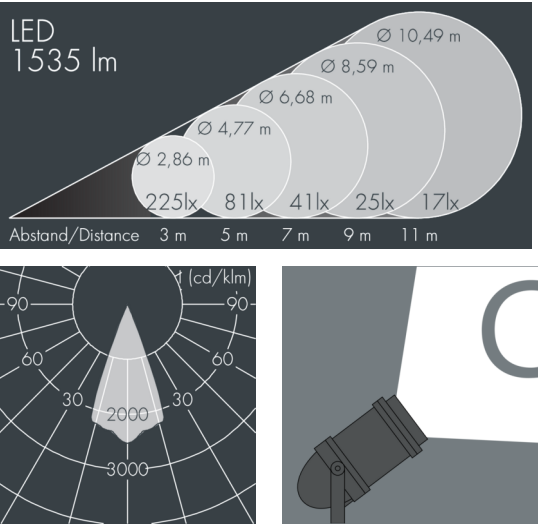 LED
1535 lm
Ø 10,49 m
Ø 8,59 m
Ø 6,68 m
Ø 4,77 m
Ø 2,86 m
225lx 81lx 41lx 25lx 17lx
Abstand/Distance 3 m 5 m 7 m 9 m 11 m
(cd/klm)
90 90
60 60
30 30
2000
3000